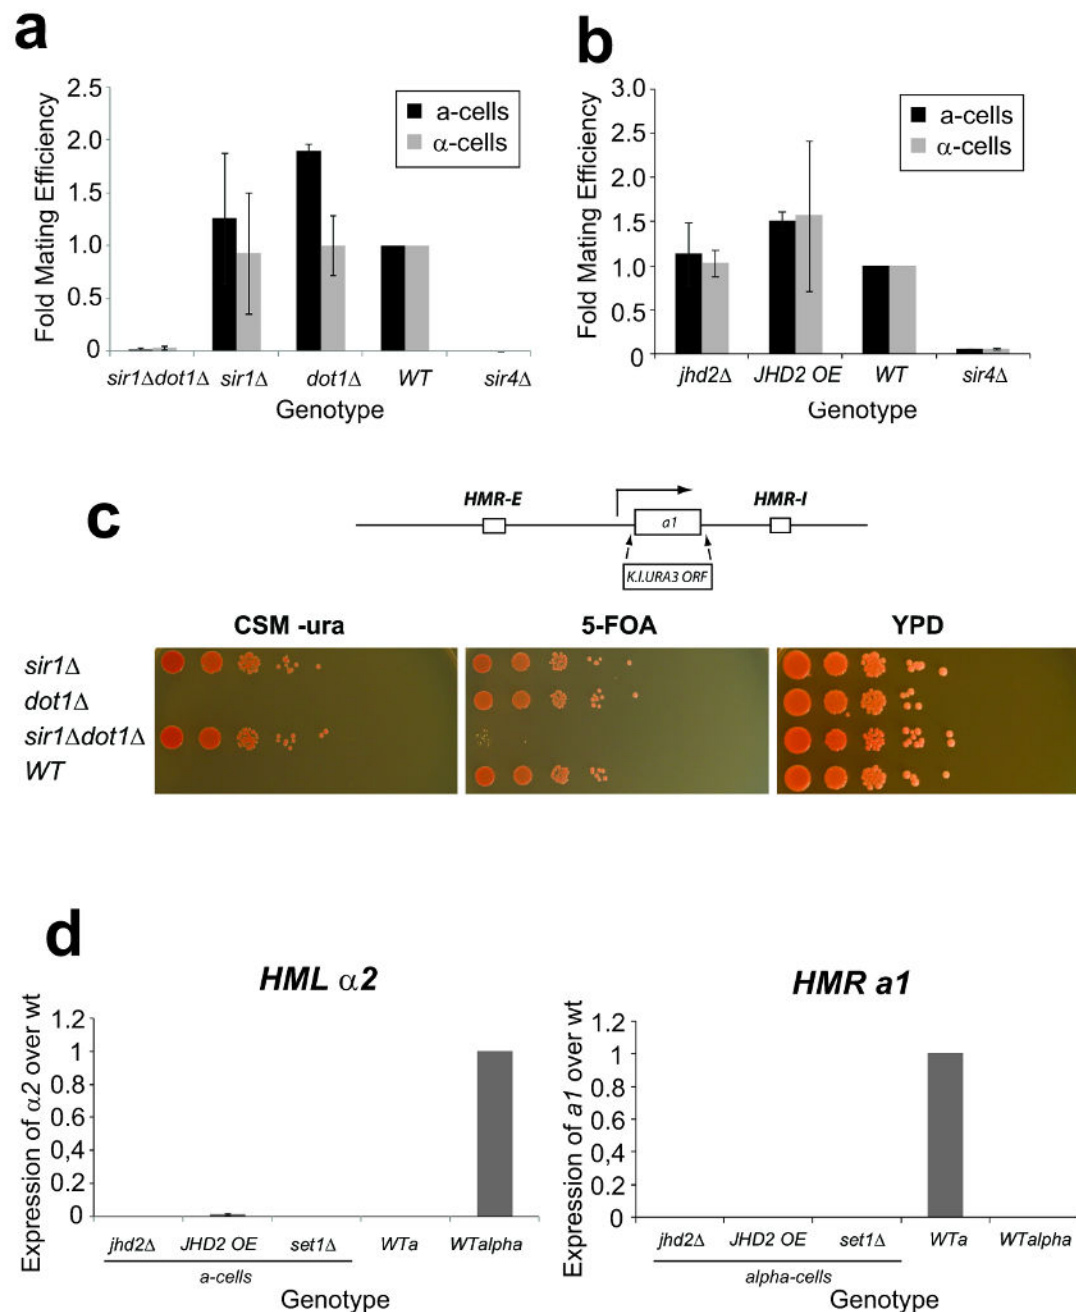 a
2.5
2.0
1.5
1.0
0.5
0
Fold Mating Efficiency
a-cells
α-cells
sir1Δdot1Δ
sir1Δ
dot1Δ
WT
sir4Δ
Genotype
b
3.0
2.5
2.0
1.5
1.0
0.5
0
Fold Mating Efficiency
a-cells
α-cells
jhd2Δ
JHD2 OE
WT
sir4Δ
Genotype
c
HMR-E
HMR-I
a1
K.l.URA3 ORF
CSM -ura
5-FOA
YPD
sir1Δ
dot1Δ
sir1Δdot1Δ
WT
d
HML α2
Expression of α2 over wt
1.2
1
0.8
0.6
0,4
0.2
0
jhd2Δ
JHD2 OE
set1Δ
WTa
WTalpha
a-cells
Genotype
HMR a1
Expression of a1 over wt
1.2
1
0.8
0.6
0,4
0.2
0
jhd2Δ
JHD2 OE
set1Δ
WTa
WTalpha
alpha-cells
Genotype